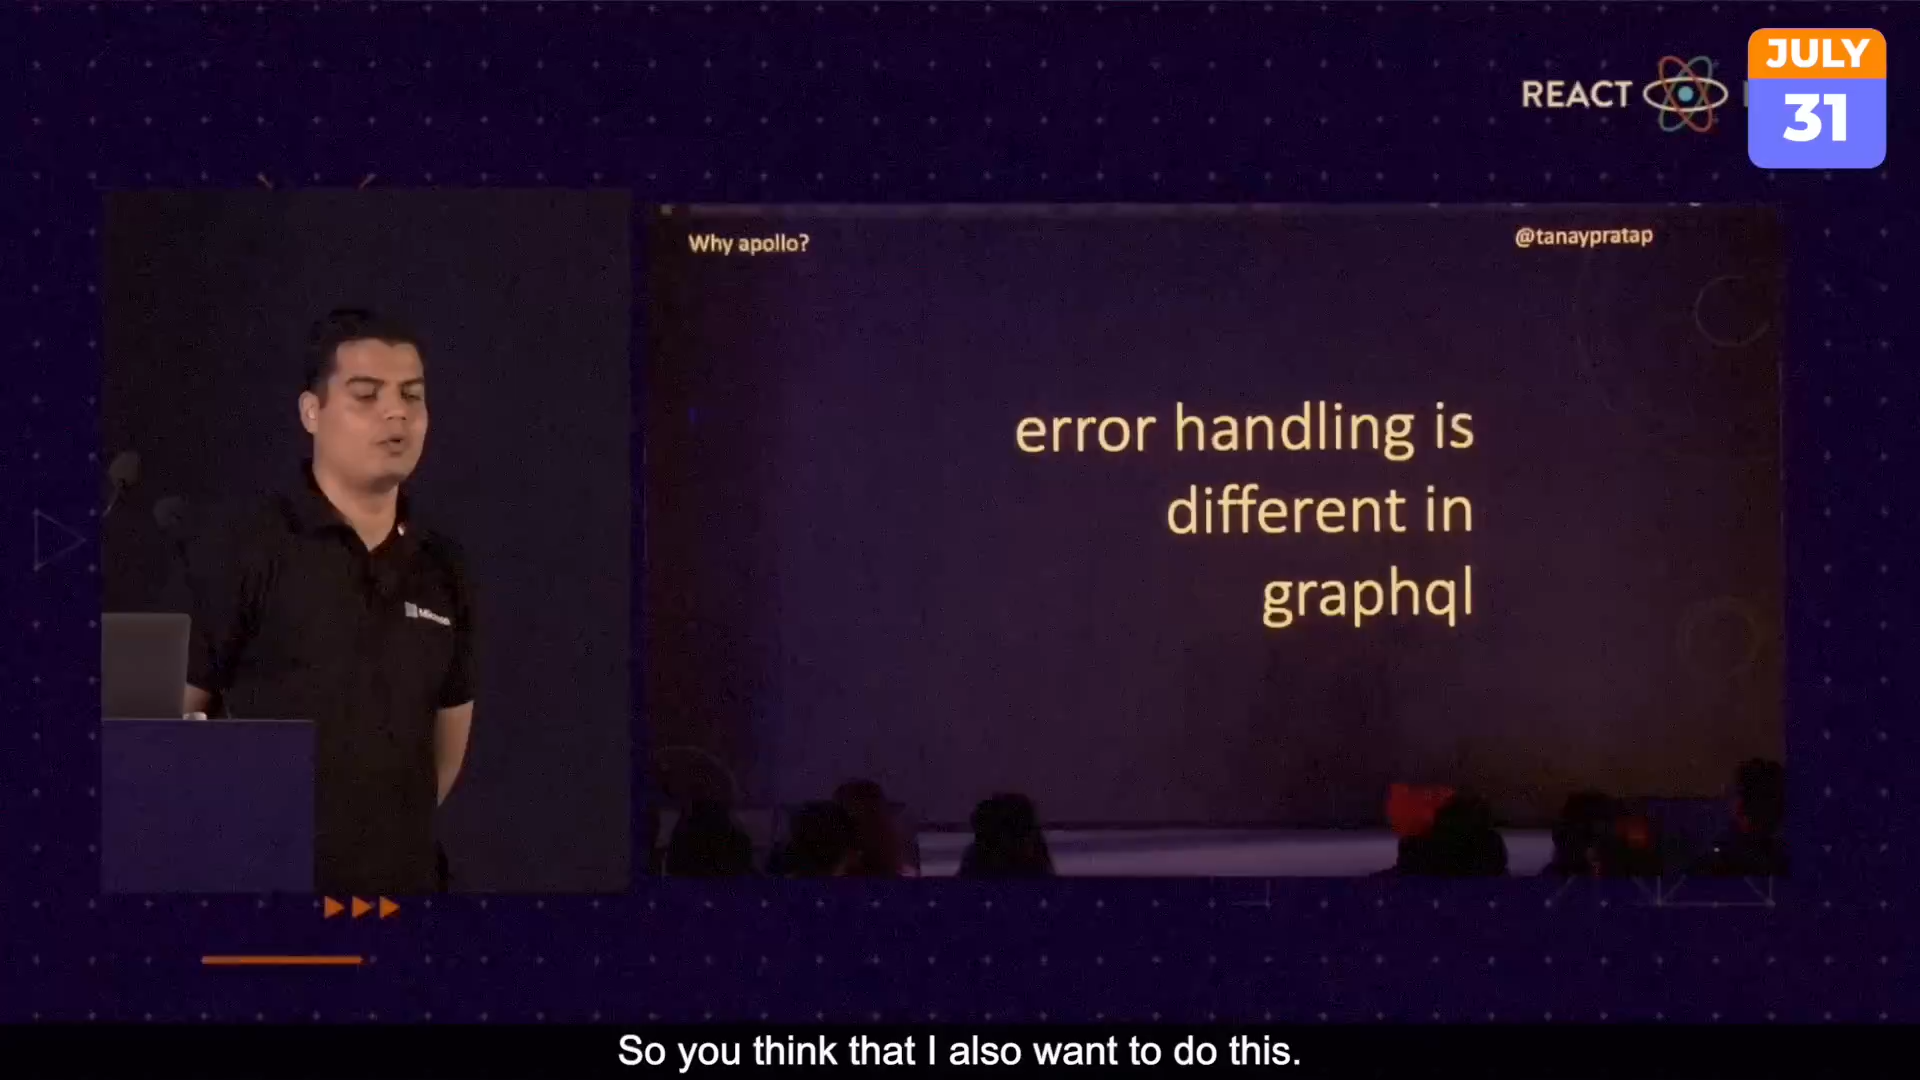 JULY
31
REACT
Why apollo?
@tanaypratap
error handling is
different in
graphql
Microsoft
So you think that I also want to do this.